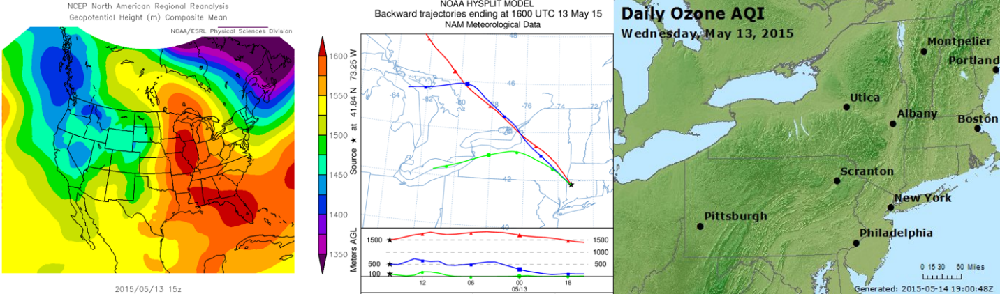 NCEP North American Regional Reanalysis
Geopotential Height (m) Composite Mean
NOAA/ESRL Physical Sciences Division
1600
1550
1500
1450
1400
1350
2015/05/13 15z
NOAA HYSPLIT MODEL
Backward trajectories ending at 1600 UTC 13 May 15
NAM Meteorological Data
Source ★ at 41.84 N 73.25 W
48
46
-84
-82
-80
-78
-76
-74
-72
42
40
Meters AGL
1500
1500
1000
500
500
100
12
06
00
18
05/13
Daily Ozone AQI
Wednesday, May 13, 2015
Montpelier
Portland
Utica
Albany
Boston
Scranton
New York
Pittsburgh
Philadelphia
0 15 30 60 Miles
Generated: 2015-05-14 19:00:48Z